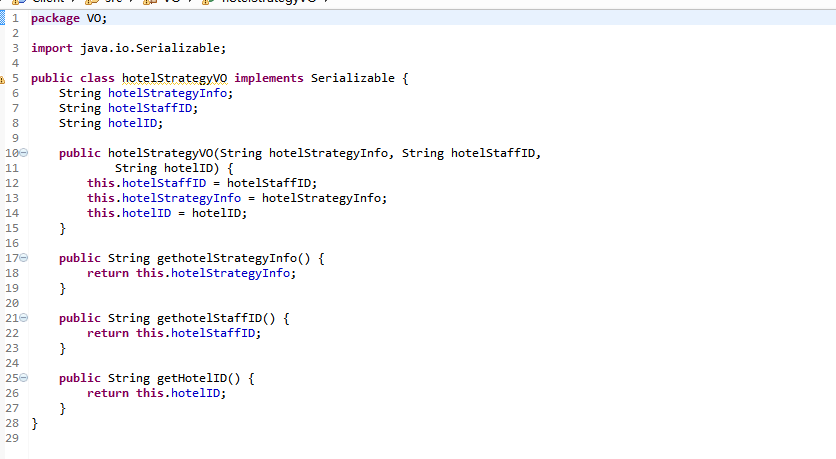 Client src VO hotelStrategyVO
1 package VO;
2
3 import java.io.Serializable;
4
5 public class hotelStrategyVO implements Serializable {
6 String hotelStrategyInfo;
7 String hotelStaffID;
8 String hotelID;
9
10 public hotelStrategyVO(String hotelStrategyInfo, String hotelStaffID,
11 String hotelID) {
12 this.hotelStaffID = hotelStaffID;
13 this.hotelStrategyInfo = hotelStrategyInfo;
14 this.hotelID = hotelID;
15 }
16
17 public String gethotelStrategyInfo() {
18 return this.hotelStrategyInfo;
19 }
20
21 public String gethotelStaffID() {
22 return this.hotelStaffID;
23 }
24
25 public String getHotelID() {
26 return this.hotelID;
27 }
28 }
29